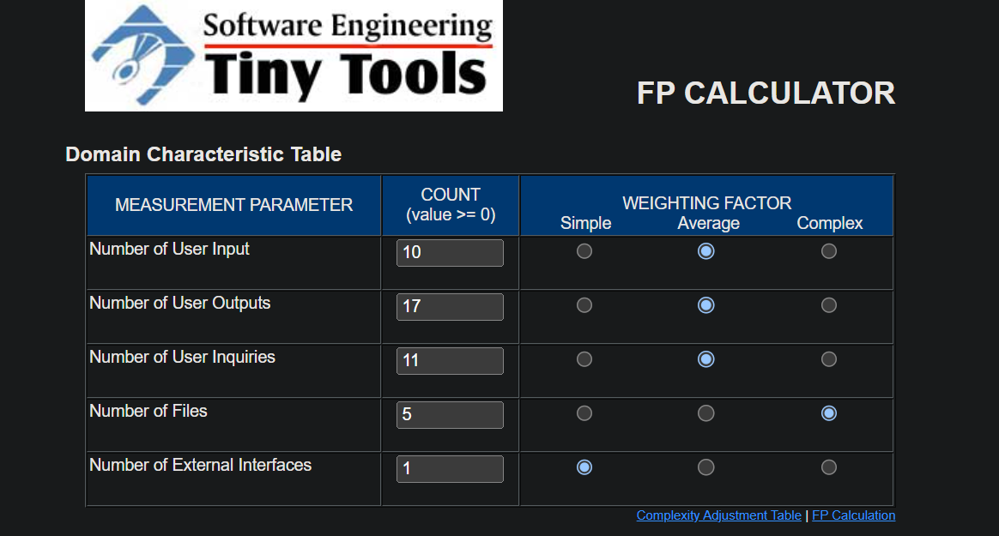 Software Engineering
Tiny Tools
FP CALCULATOR
Domain Characteristic Table
MEASUREMENT PARAMETER
COUNT
(value >= 0)
WEIGHTING FACTOR
Simple Average Complex
Number of User Input 10
Number of User Outputs 17
Number of User Inquiries 11
Number of Files 5
Number of External Interfaces 1
Complexity Adjustment Table | FP Calculation